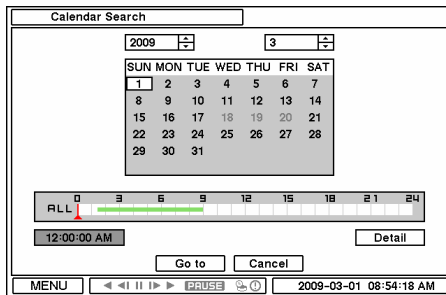 Calendar Search
2009 3
SUN MON TUE WED THU FRI SAT
1 2 3 4 5 6 7
8 9 10 11 12 13 14
15 16 17 18 19 20 21
22 23 24 25 26 27 28
29 30 31
0 3 6 9 12 15 18 21 24
ALL
12:00:00 AM Detail
Go to Cancel
MENU PAUSE 2009-03-01 08:54:18 AM